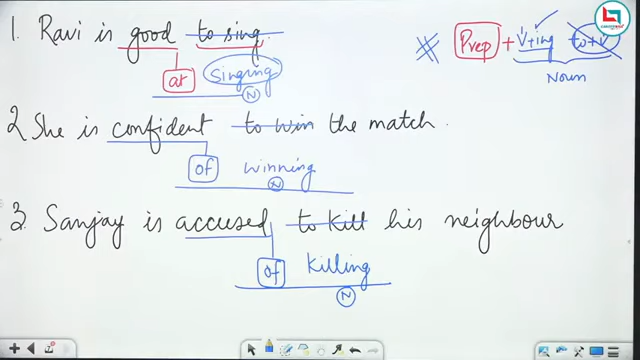 1. Ravi is good to sing.
at singing
N
* Prep + V+ing to+V
Noun
2. She is confident to win the match.
of winning
N
3. Sanjay is accused to kill his neighbour
of killing
N